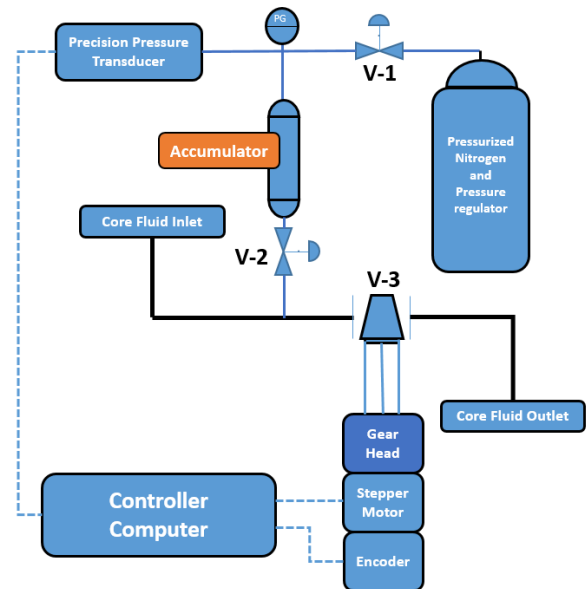 PG
Precision Pressure
Transducer
V-1
Accumulator
Pressurized
Nitrogen
and
Pressure
regulator
Core Fluid Inlet
V-2
V-3
Core Fluid Outlet
Gear
Head
Stepper
Motor
Controller
Computer
Encoder